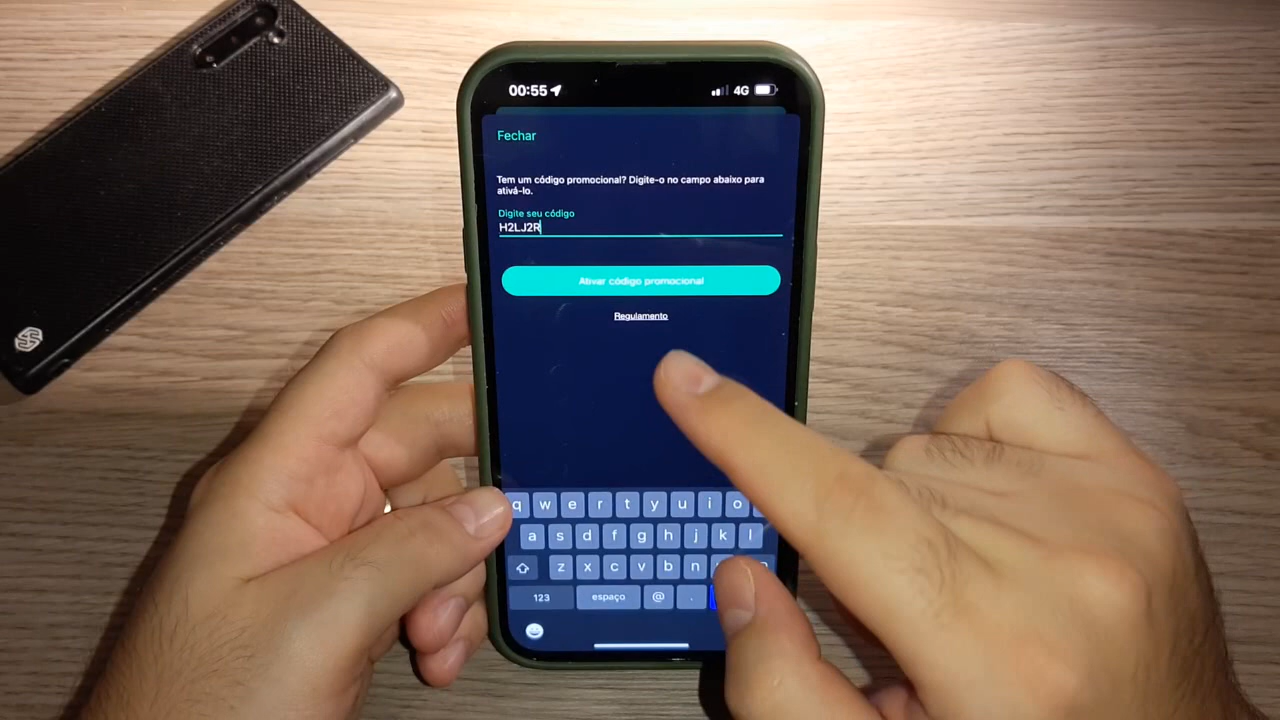 00:55 4G
Fechar
Tem um código promocional? Digite-o no campo abaixo para
ativá-lo.
Digite seu código
H2LJ2R
Ativar código promocional
Regulamento
q w e r t y u i o
a s d f g h j k l
z x c v b n
123 espaço @ .